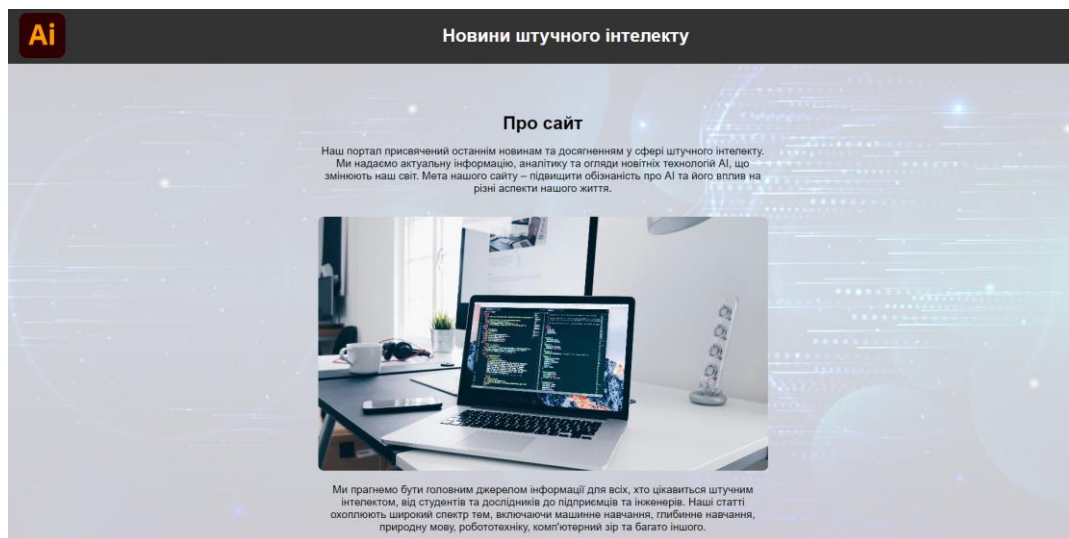 Ai
Новини штучного інтелекту
Про сайт
Наш портал присвячений останнім новинам та досягненням у сфері штучного інтелекту.
Ми надаємо актуальну інформацію, аналітику та огляди новітніх технологій AI, що
змінюють наш світ. Мета нашого сайту – підвищити обізнаність про AI та його вплив на
різні аспекти нашого життя.
Ми прагнемо бути головним джерелом інформації для всіх, хто цікавиться штучним
інтелектом, від студентів та дослідників до підприємців та інженерів. Наші статті
охоплюють широкий спектр тем, включаючи машинне навчання, глибинне навчання,
природну мову, робототехніку, комп'ютерний зір та багато іншого.